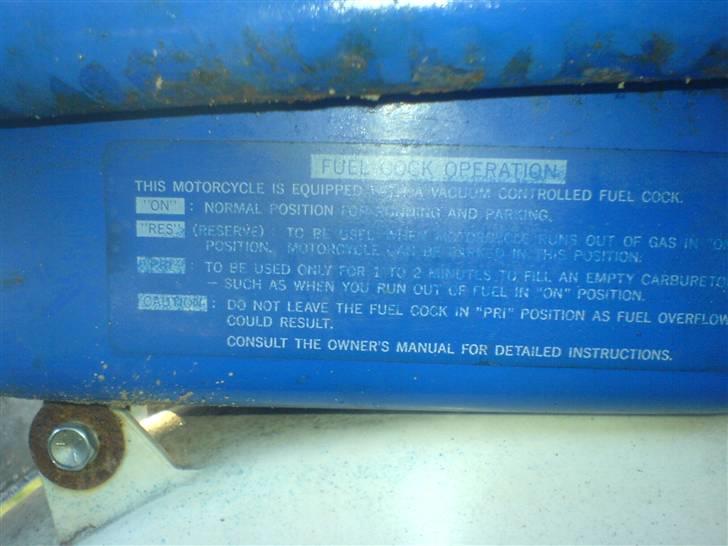 FUEL COCK OPERATION
THIS MOTORCYCLE IS EQUIPPED WITH A VACUUM CONTROLLED FUEL COCK.
"ON" : NORMAL POSITION FOR RUNNING AND PARKING.
"RES" (RESERVE) : TO BE USED WHEN MOTORCYCLE RUNS OUT OF GAS IN "O
POSITION. MOTORCYCLE CAN BE PARKED IN THIS POSITION.
"PRI" : TO BE USED ONLY FOR 1 TO 2 MINUTES TO FILL AN EMPTY CARBURETO
– SUCH AS WHEN YOU RUN OUT OF FUEL IN "ON" POSITION.
CAUTION : DO NOT LEAVE THE FUEL COCK IN "PRI" POSITION AS FUEL OVERFLOW
COULD RESULT.
CONSULT THE OWNER'S MANUAL FOR DETAILED INSTRUCTIONS.